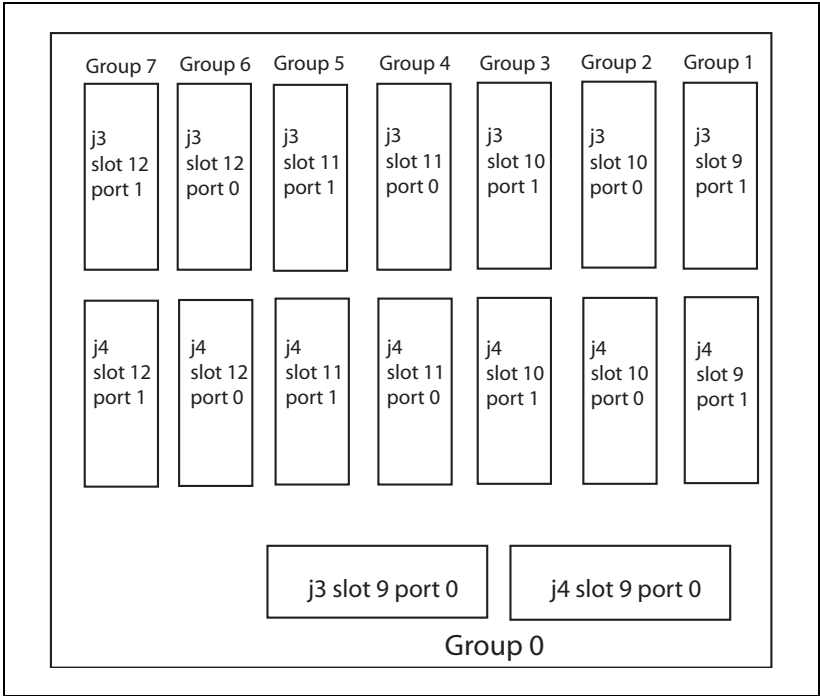 Group 7 Group 6 Group 5 Group 4 Group 3 Group 2 Group 1
j3 j3 j3 j3 j3 j3 j3
slot 12 slot 12 slot 11 slot 11 slot 10 slot 10 slot 9
port 1 port 0 port 1 port 0 port 1 port 0 port 1
j4 j4 j4 j4 j4 j4 j4
slot 12 slot 12 slot 11 slot 11 slot 10 slot 10 slot 9
port 1 port 0 port 1 port 0 port 1 port 0 port 1
j3 slot 9 port 0 j4 slot 9 port 0
Group 0